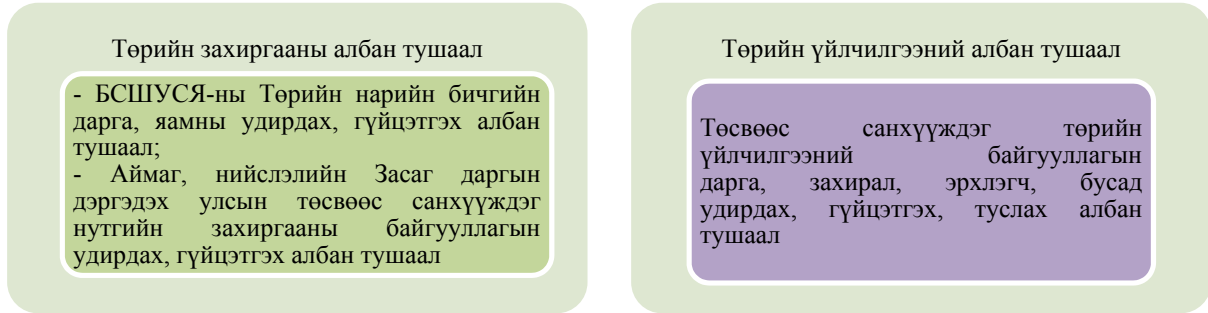 Төрийн захиргааны албан тушаал
- БСШУСЯ-ны Төрийн нарийн бичгийн
дарга, яамны удирдах, гүйцэтгэх албан
тушаал;
- Аймаг, нийслэлийн Засаг даргын
дэргэдэх улсын төсвөөс санхүүждэг
нутгийн захиргааны байгууллагын
удирдах, гүйцэтгэх албан тушаал
Төрийн үйлчилгээний албан тушаал
Төсвөөс санхүүждэг төрийн
үйлчилгээний байгууллагын
дарга, захирал, эрхлэгч, бусад
удирдах, гүйцэтгэх, туслах албан
тушаал